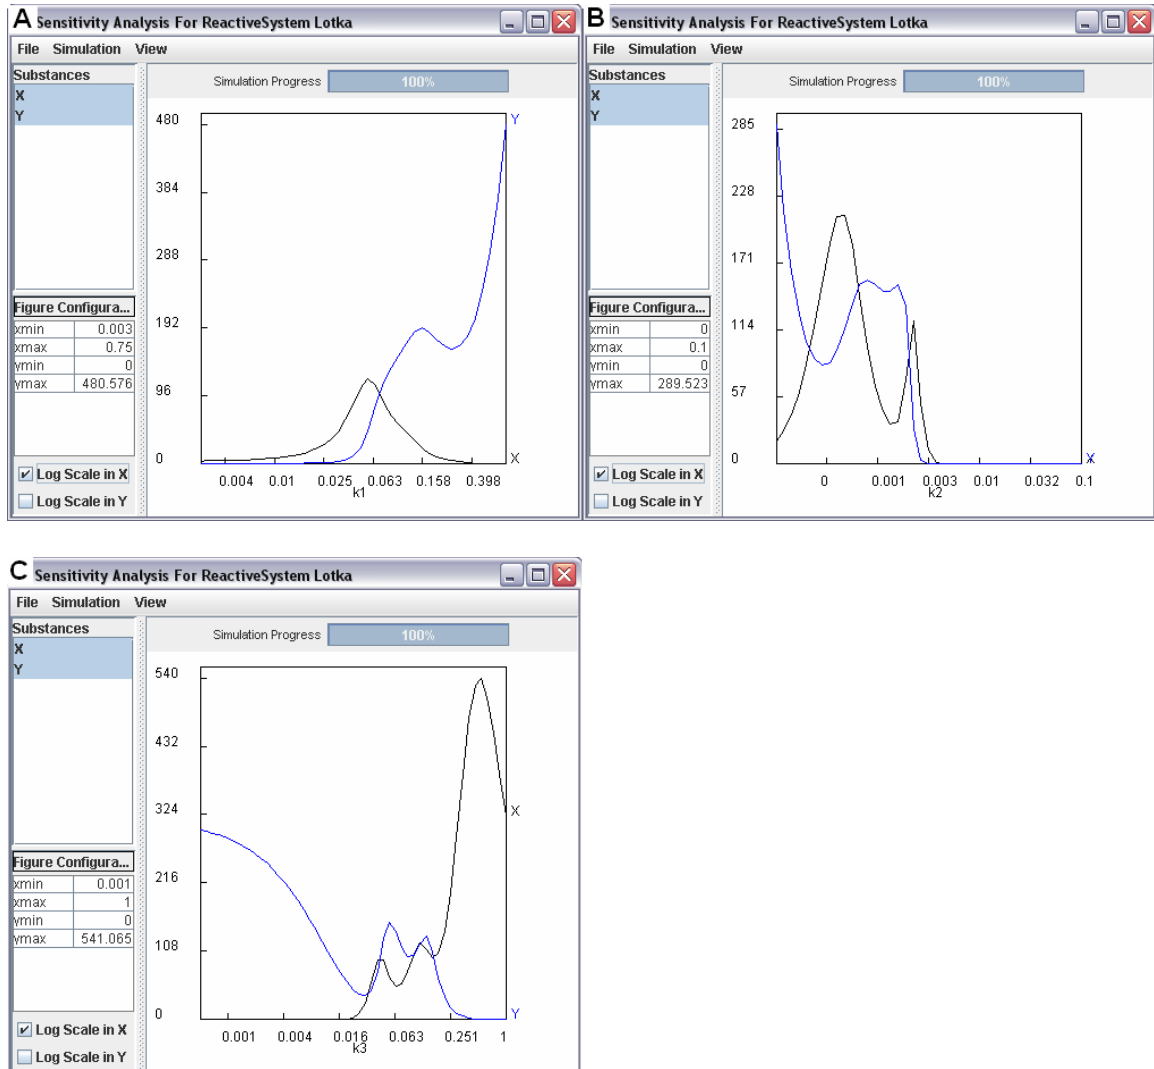 A Sensitivity Analysis For ReactiveSystem Lotka
File Simulation View
Substances
X
Y
Simulation Progress 100%
Y
480
384
288
192
96
0
X
0.004 0.01 0.025 0.063 0.158 0.398
k1
Figure Configura...
xmin 0.003
xmax 0.75
ymin 0
ymax 480.576
Log Scale in X
Log Scale in Y
B Sensitivity Analysis For ReactiveSystem Lotka
File Simulation View
Substances
X
Y
Simulation Progress 100%
285
228
171
114
57
0
0 0.001 0.003 0.01 0.032 0.1
k2
Figure Configura...
xmin 0
xmax 0.1
ymin 0
ymax 289.523
Log Scale in X
Log Scale in Y
C Sensitivity Analysis For ReactiveSystem Lotka
File Simulation View
Substances
X
Y
Simulation Progress 100%
540
432
324
216
108
0
X
Y
0.001 0.004 0.016 0.063 0.251 1
k3
Figure Configura...
xmin 0.001
xmax 1
ymin 0
ymax 541.065
Log Scale in X
Log Scale in Y